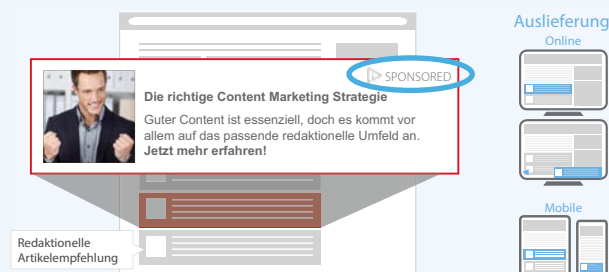 Auslieferung
Online
SPONSORED
Die richtige Content Marketing Strategie
Guter Content ist essenziell, doch es kommt vor
allem auf das passende redaktionelle Umfeld an.
Jetzt mehr erfahren!
Mobile
Redaktionelle
Artikelempfehlung